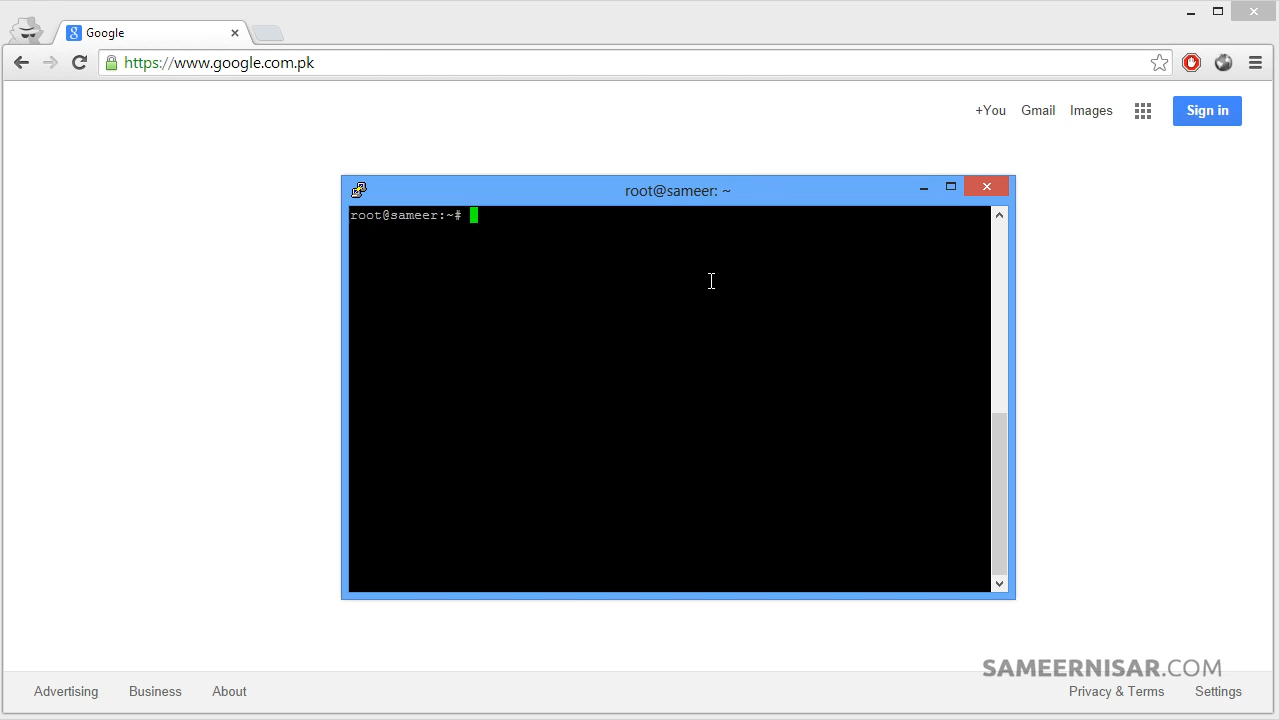 Google
https://www.google.com.pk
+You Gmail Images Sign in
root@sameer: ~
root@sameer:~#
SAMEERNISAR.COM
Advertising Business About Privacy & Terms Settings